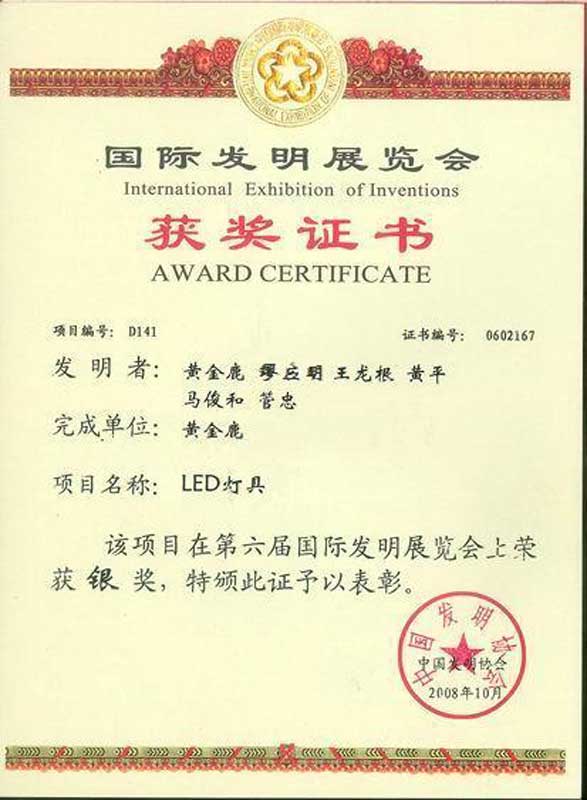 国际发明展览会
International Exhibition of Inventions
获奖证书
AWARD CERTIFICATE
项目编号: D141 证书编号: 0602167
发明者: 黄金鹿 缪应明 王龙根 黄平
马俊和 菅忠
完成单位: 黄金鹿
项目名称: LED灯具
该项目在第六届国际发明展览会上荣
获银奖，特颁此证予以表彰。
中国发明协会
中国发明协会
2008年10月